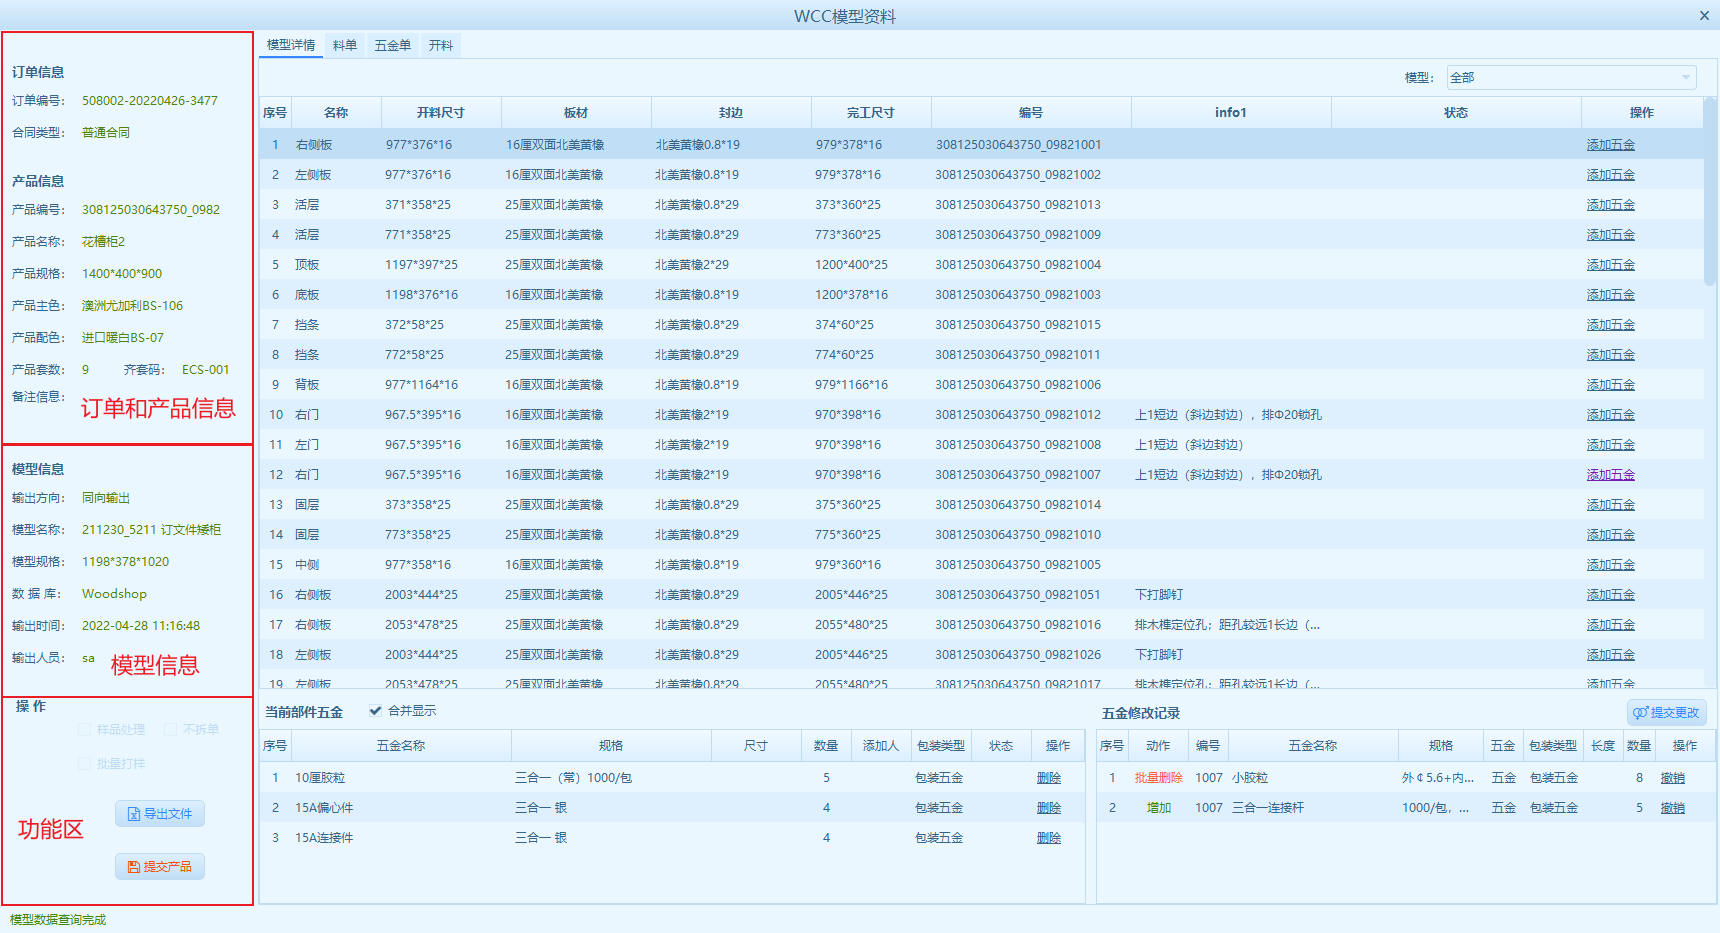 WCC模型资料
订单信息
订单编号： 508002-20220426-3477
合同类型： 普通合同
产品信息
产品编号： 308125030643750_0982
产品名称： 花槽柜2
产品规格： 1400*400*900
产品主色： 澳洲尤加利BS-106
产品配色： 进口暖白BS-07
产品套数： 9 齐套码： ECS-001
备注信息：
订单和产品信息
模型信息
输出方向： 同向输出
模型名称： 211230_5211 订文件矮柜
模型规格： 1198*378*1020
数 据 库： Woodshop
输出时间： 2022-04-28 11:16:48
输出人员： sa
模型信息
操 作
样品处理 不拆单
批量打样
导出文件
功能区
提交产品
模型数据查询完成
模型详情 料单 五金单 开料
模型： 全部
序号 名称 开料尺寸 板材 封边 完工尺寸 编号 info1 状态 操作
1 右侧板 977*376*16 16厘双面北美黄橡 北美黄橡0.8*19 979*378*16 308125030643750_09821001 添加五金
2 左侧板 977*376*16 16厘双面北美黄橡 北美黄橡0.8*19 979*378*16 308125030643750_09821002 添加五金
3 活层 371*358*25 25厘双面北美黄橡 北美黄橡0.8*29 373*360*25 308125030643750_09821013 添加五金
4 活层 771*358*25 25厘双面北美黄橡 北美黄橡0.8*29 773*360*25 308125030643750_09821009 添加五金
5 顶板 1197*397*25 25厘双面北美黄橡 北美黄橡2*29 1200*400*25 308125030643750_09821004 添加五金
6 底板 1198*376*16 16厘双面北美黄橡 北美黄橡0.8*19 1200*378*16 308125030643750_09821003 添加五金
7 挡条 372*58*25 25厘双面北美黄橡 北美黄橡0.8*29 374*60*25 308125030643750_09821015 添加五金
8 挡条 772*58*25 25厘双面北美黄橡 北美黄橡0.8*29 774*60*25 308125030643750_09821011 添加五金
9 背板 977*1164*16 16厘双面北美黄橡 北美黄橡0.8*19 979*1166*16 308125030643750_09821006 添加五金
10 右门 967.5*395*16 16厘双面北美黄橡 北美黄橡2*19 970*398*16 308125030643750_09821012 上1短边（斜边封边），排Φ20锁孔 添加五金
11 左门 967.5*395*16 16厘双面北美黄橡 北美黄橡2*19 970*398*16 308125030643750_09821008 上1短边（斜边封边） 添加五金
12 右门 967.5*395*16 16厘双面北美黄橡 北美黄橡2*19 970*398*16 308125030643750_09821007 上1短边（斜边封边），排Φ20锁孔 添加五金
13 固层 373*358*25 25厘双面北美黄橡 北美黄橡0.8*29 375*360*25 308125030643750_09821014 添加五金
14 固层 773*358*25 25厘双面北美黄橡 北美黄橡0.8*29 775*360*25 308125030643750_09821010 添加五金
15 中侧 977*358*16 16厘双面北美黄橡 北美黄橡0.8*19 979*360*16 308125030643750_09821005 添加五金
16 右侧板 2003*444*25 25厘双面北美黄橡 北美黄橡0.8*29 2005*446*25 308125030643750_09821051 下打脚钉 添加五金
17 右侧板 2053*478*25 25厘双面北美黄橡 北美黄橡0.8*29 2055*480*25 308125030643750_09821016 排木榫定位孔；距孔较远1长边（... 添加五金
18 左侧板 2003*444*25 25厘双面北美黄橡 北美黄橡0.8*29 2005*446*25 308125030643750_09821026 下打脚钉 添加五金
19 左侧板 2053*478*25 25厘双面北美黄橡 北美黄橡0.8*29 2055*480*25 308125030643750_09821017 排木榫定位孔；距孔较远1长边（... 添加五金
当前部件五金 合并显示
序号 五金名称 规格 尺寸 数量 添加人 包装类型 状态 操作
1 10厘胶粒 三合一（常）1000/包 5 包装五金 删除
2 15A偏心件 三合一 银 4 包装五金 删除
3 15A连接件 三合一 银 4 包装五金 删除
五金修改记录 提交更改
序号 动作 编号 五金名称 规格 五金 包装类型 长度 数量 操作
1 批量删除 1007 小胶粒 外￠5.6+内... 五金 包装五金 8 撤销
2 增加 1007 三合一连接杆 1000/包，... 五金 包装五金 5 撤销